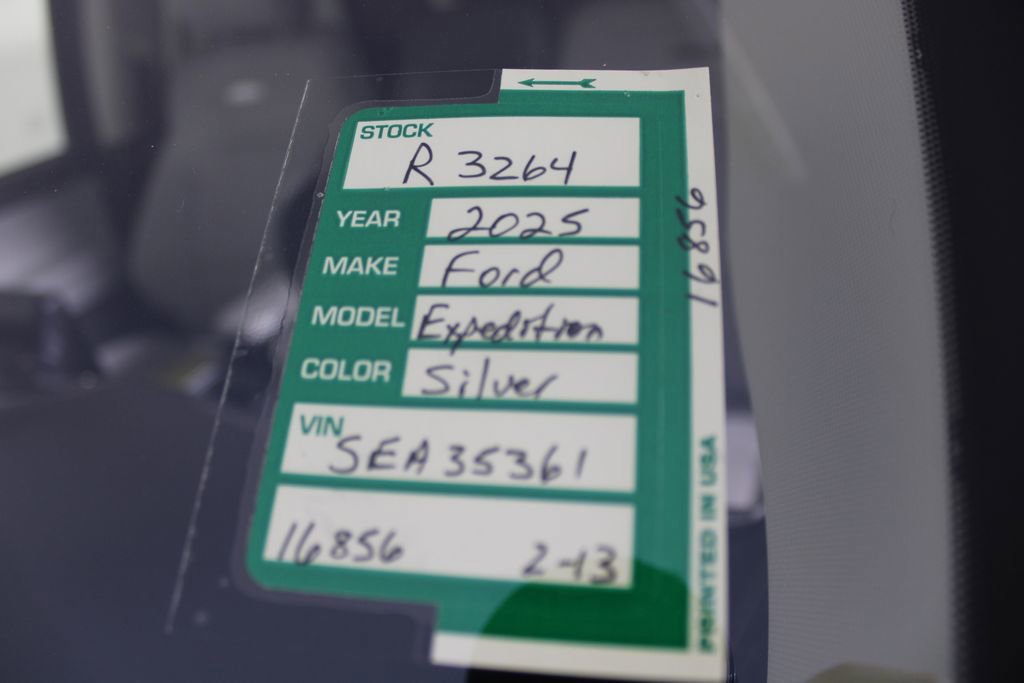 STOCK
R 3264
YEAR 2025
MAKE Ford
MODEL Expedition
COLOR Silver
VIN
SEA35361
16856 2-13
16856
PRINTED IN USA